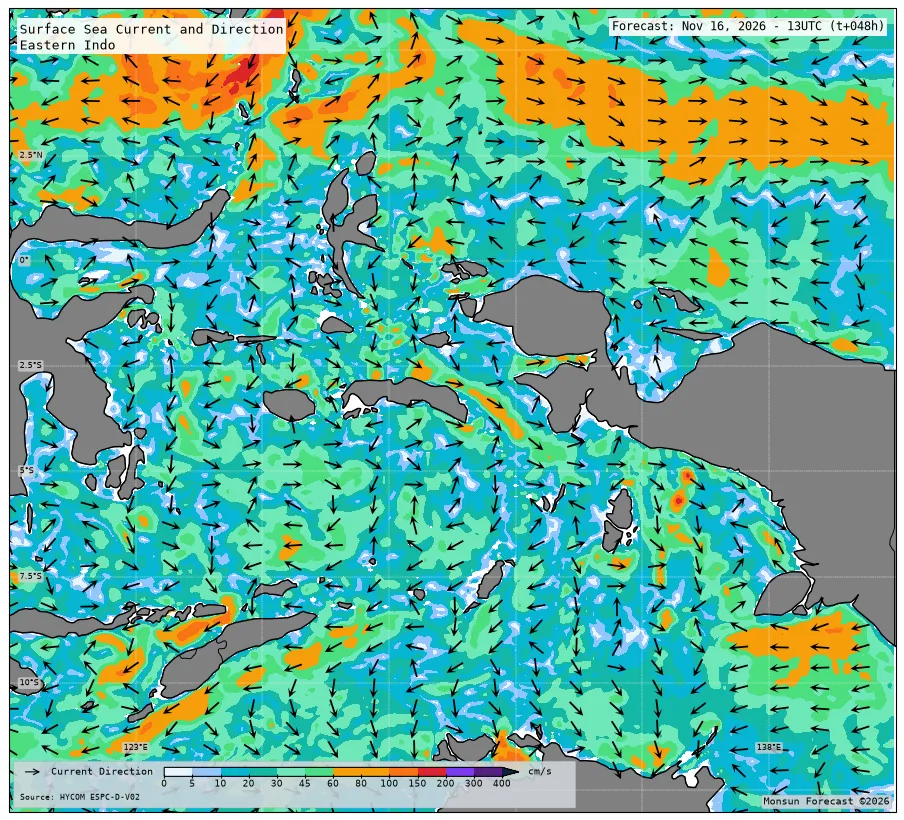 Surface Sea Current and Direction
Eastern Indo
Forecast: Nov 16, 2026 - 13UTC (t+048h)
2.5°N
0°
2.5°S
5°S
7.5°S
10°S
123°E
138°E
Current Direction
0 5 10 20 30 45 60 80 100 150 200 300 400
cm/s
Source: HYCOM ESPC-D-V02
Monsun Forecast ©2026